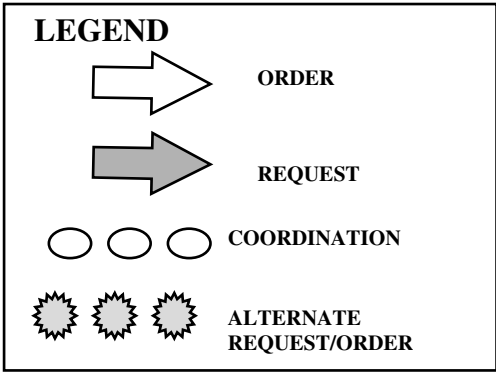 LEGEND
ORDER
REQUEST
COORDINATION
ALTERNATE
REQUEST/ORDER